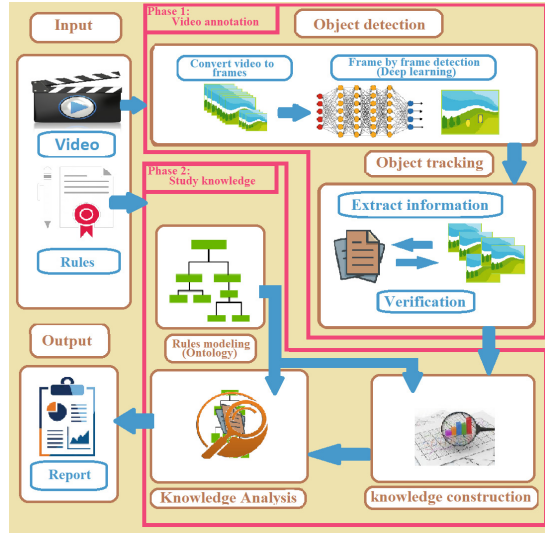 Input
Video
Rules
Phase 1:
Video annotation
Object detection
Convert video to
frames
Frame by frame detection
(Deep learning)
Object tracking
Extract information
Verification
Phase 2:
Study knowledge
Rules modeling
(Ontology)
knowledge construction
Knowledge Analysis
Output
Report